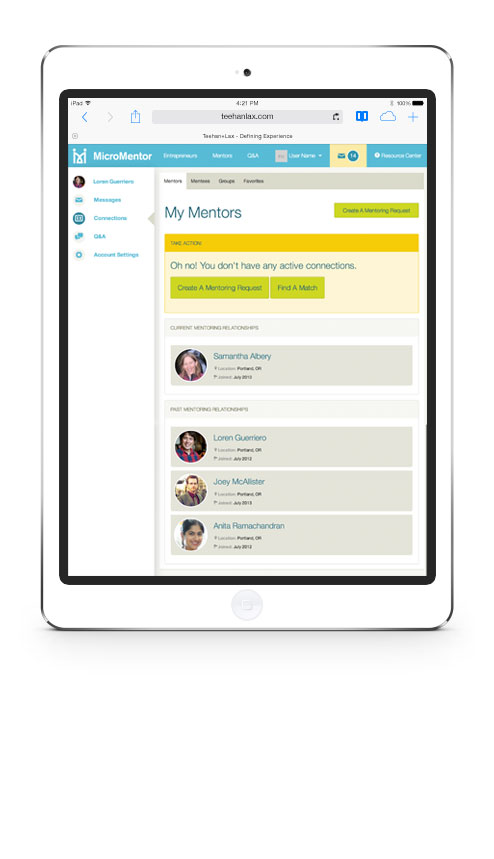 iPad 4:21 PM 100%
teehanlax.com
Teehan+Lax - Defining Experience
MicroMentor Entrepreneurs Mentors Q&A User Name 14 Resource Center
Loren Guerriero
Messages
Connections
Q&A
Account Settings
Mentors Mentees Groups Favorites
My Mentors Create A Mentoring Request
TAKE ACTION:
Oh no! You don't have any active connections.
Create A Mentoring Request Find A Match
CURRENT MENTORING RELATIONSHIPS
Samantha Albery
Location: Portland, OR
Joined: July 2013
PAST MENTORING RELATIONSHIPS
Loren Guerriero
Location: Portland, OR
Joined: July 2013
Joey McAllister
Location: Portland, OR
Joined: July 2013
Anita Ramachandran
Location: Portland, OR
Joined: July 2013